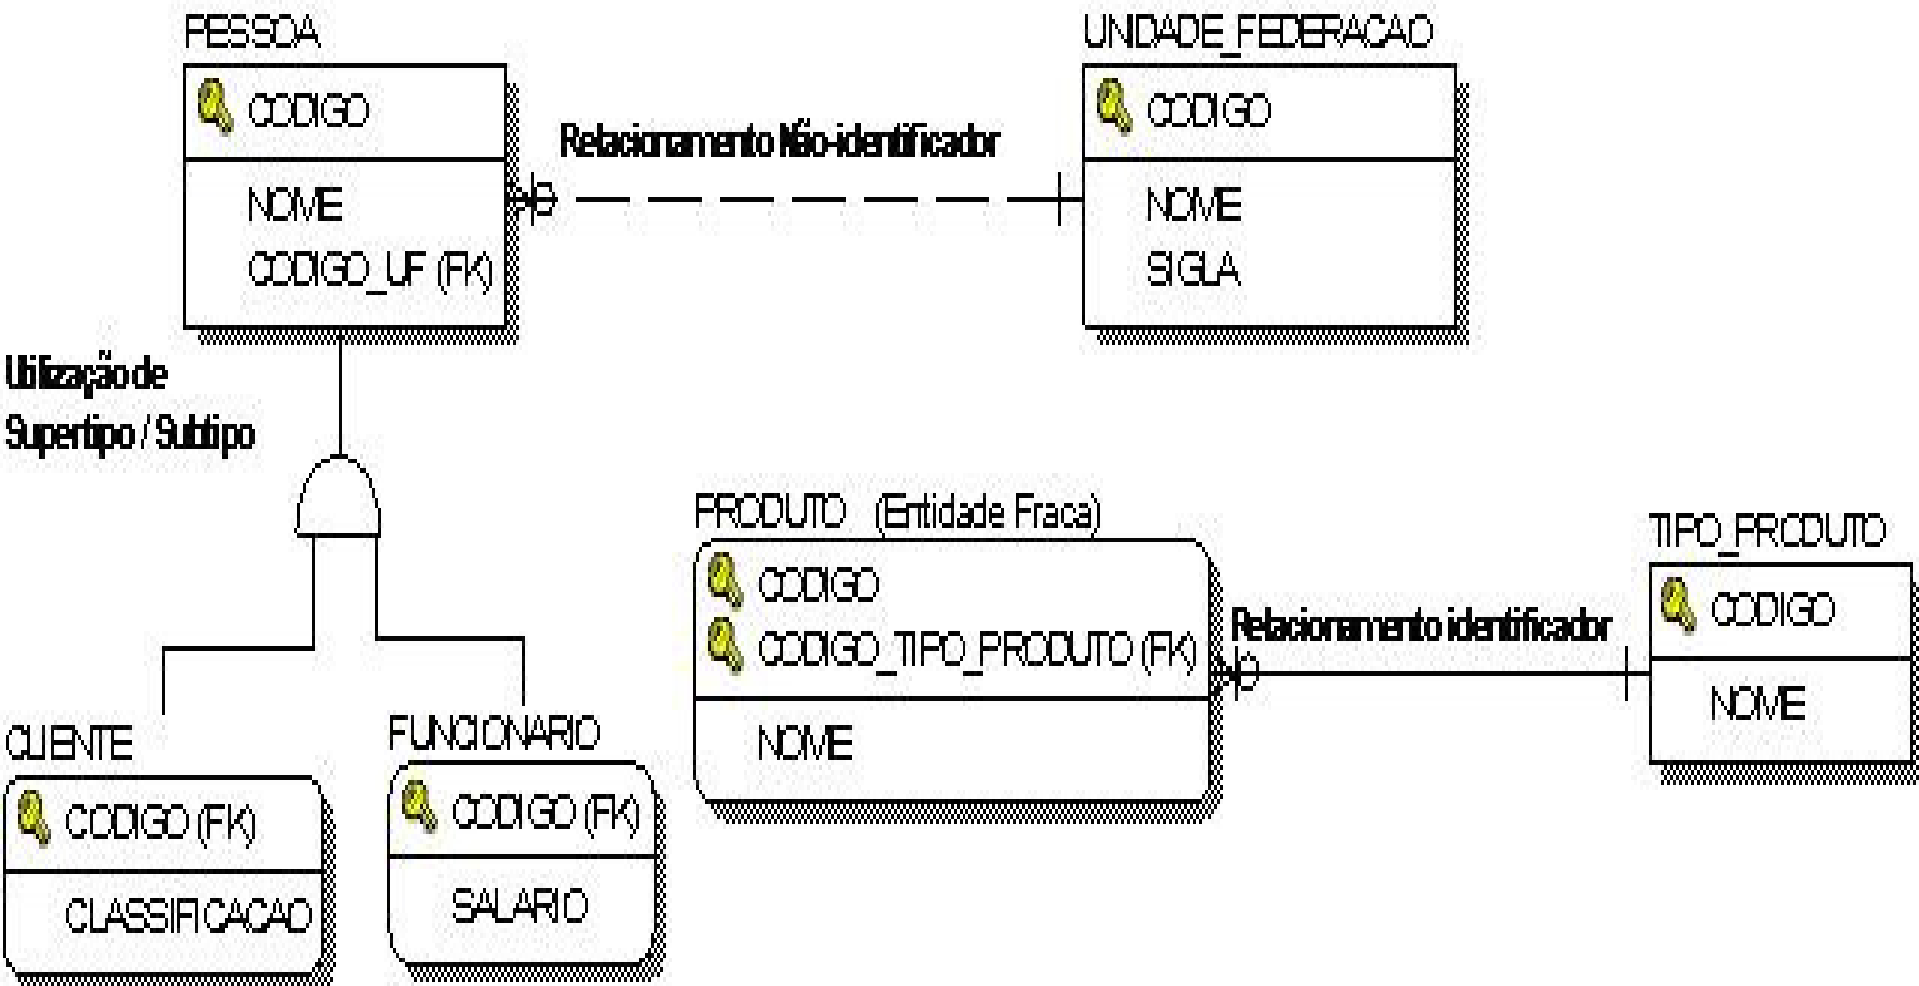 PESSOA
CODIGO
NOME
CODIGO_UF (FK)
Relacionamento Não-identificador
UNIDADE_FEDERACAO
CODIGO
NOME
SIGLA
Utilização de
Supertipo / Subtipo
CLIENTE
CODIGO (FK)
CLASSIFICACAO
FUNCIONARIO
CODIGO (FK)
SALARIO
PRODUTO (Entidade Fraca)
CODIGO
CODIGO_TIPO_PRODUTO (FK)
NOME
Relacionamento identificador
TIPO_PRODUTO
CODIGO
NOME